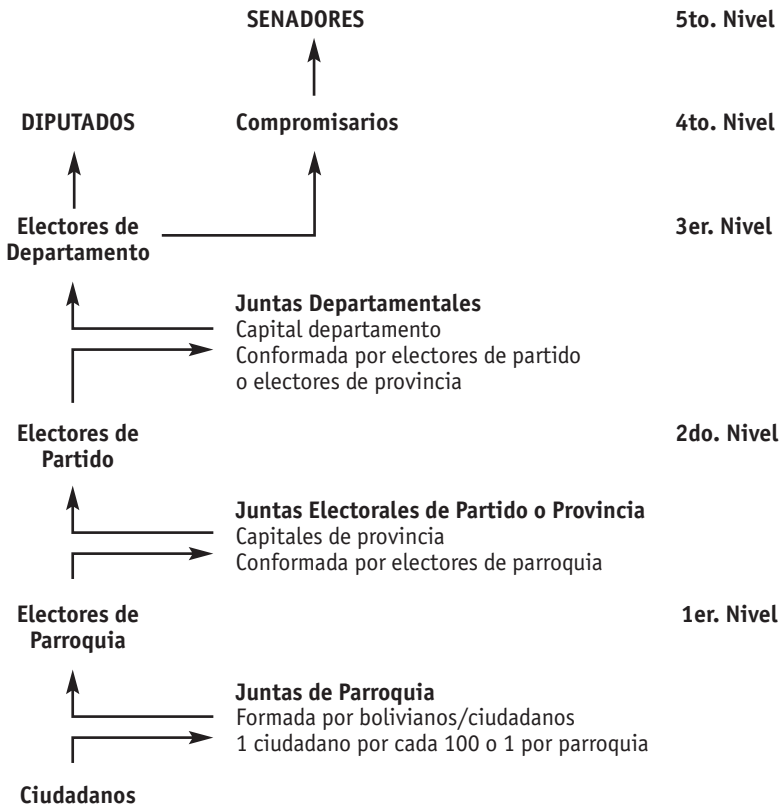 SENADORES 5to. Nivel
DIPUTADOS Compromisarios 4to. Nivel
Electores de 3er. Nivel
Departamento
Juntas Departamentales
Capital departamento
Conformada por electores de partido
o electores de provincia
Electores de 2do. Nivel
Partido
Juntas Electorales de Partido o Provincia
Capitales de provincia
Conformada por electores de parroquia
Electores de 1er. Nivel
Parroquia
Juntas de Parroquia
Formada por bolivianos/ciudadanos
1 ciudadano por cada 100 o 1 por parroquia
Ciudadanos